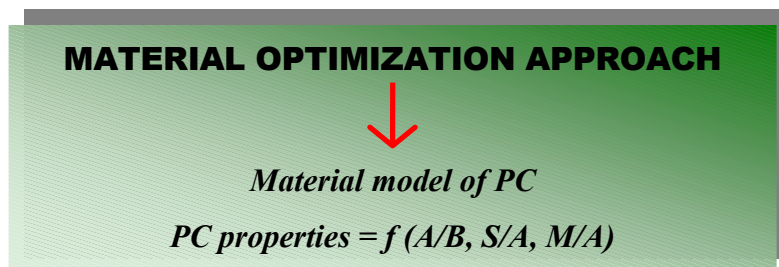 MATERIAL OPTIMIZATION APPROACH
Material model of PC
PC properties = f (A/B, S/A, M/A)